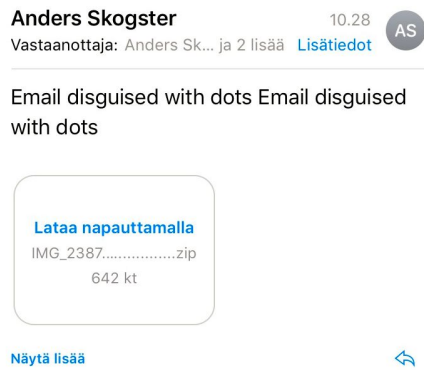 Anders Skogster 10.28
AS
Vastaanottaja: Anders Sk... ja 2 lisää Lisätiedot
Email disguised with dots Email disguised
with dots
Lataa napauttamalla
IMG_2387.................zip
642 kt
Näytä lisää